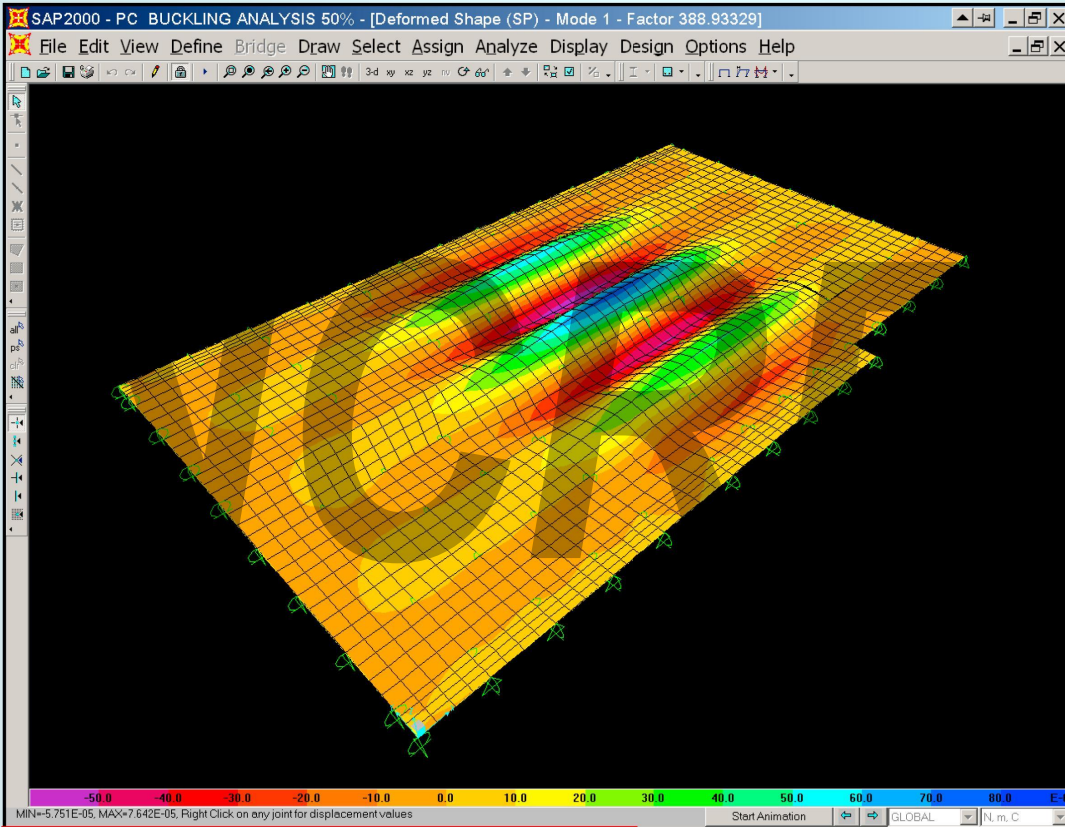 SAP2000 - PC BUCKLING ANALYSIS 50% - [Deformed Shape (SP) - Mode 1 - Factor 388.93329]
File Edit View Define Bridge Draw Select Assign Analyze Display Design Options Help
3-d xy xz yz nv
all
ps
clr
-50.0 -40.0 -30.0 -20.0 -10.0 0.0 10.0 20.0 30.0 40.0 50.0 60.0 70.0 80.0
MIN=-5.751E-05, MAX=7.642E-05, Right Click on any joint for displacement values
Start Animation
GLOBAL
N, m, C